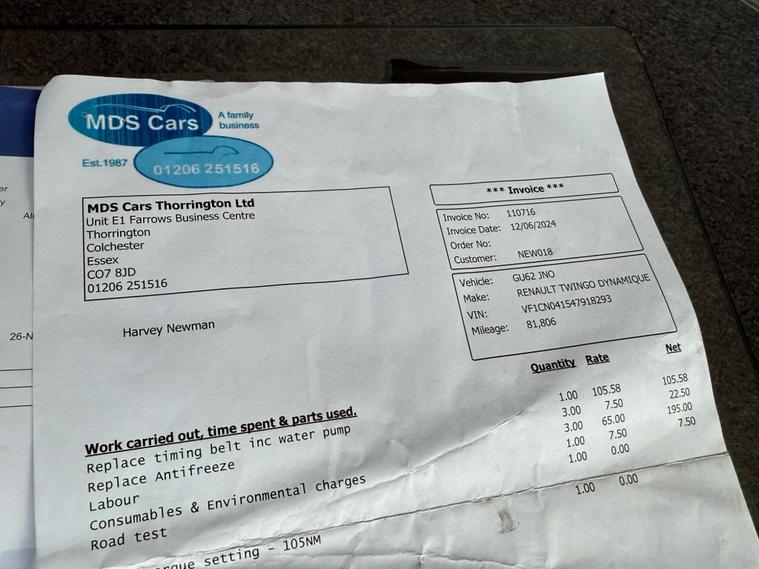 MDS Cars
A family
business
Est.1987
01206 251516
MDS Cars Thorrington Ltd
Unit E1 Farrows Business Centre
Thorrington
Colchester
Essex
CO7 8JD
01206 251516
*** Invoice ***
Invoice No: 110716
Invoice Date: 12/06/2024
Order No:
Customer: NEW018
Vehicle: GU62 JNO
Make: RENAULT TWINGO DYNAMIQUE
VIN: VF1CN041547918293
Mileage: 81,806
Harvey Newman
Quantity Rate Net
Work carried out, time spent & parts used.
Replace timing belt inc water pump 1.00 105.58 105.58
Replace Antifreeze 3.00 7.50 22.50
Labour 3.00 65.00 195.00
Consumables & Environmental charges 1.00 7.50 7.50
Road test 1.00 0.00
setting - 105NM 1.00 0.00
26-N